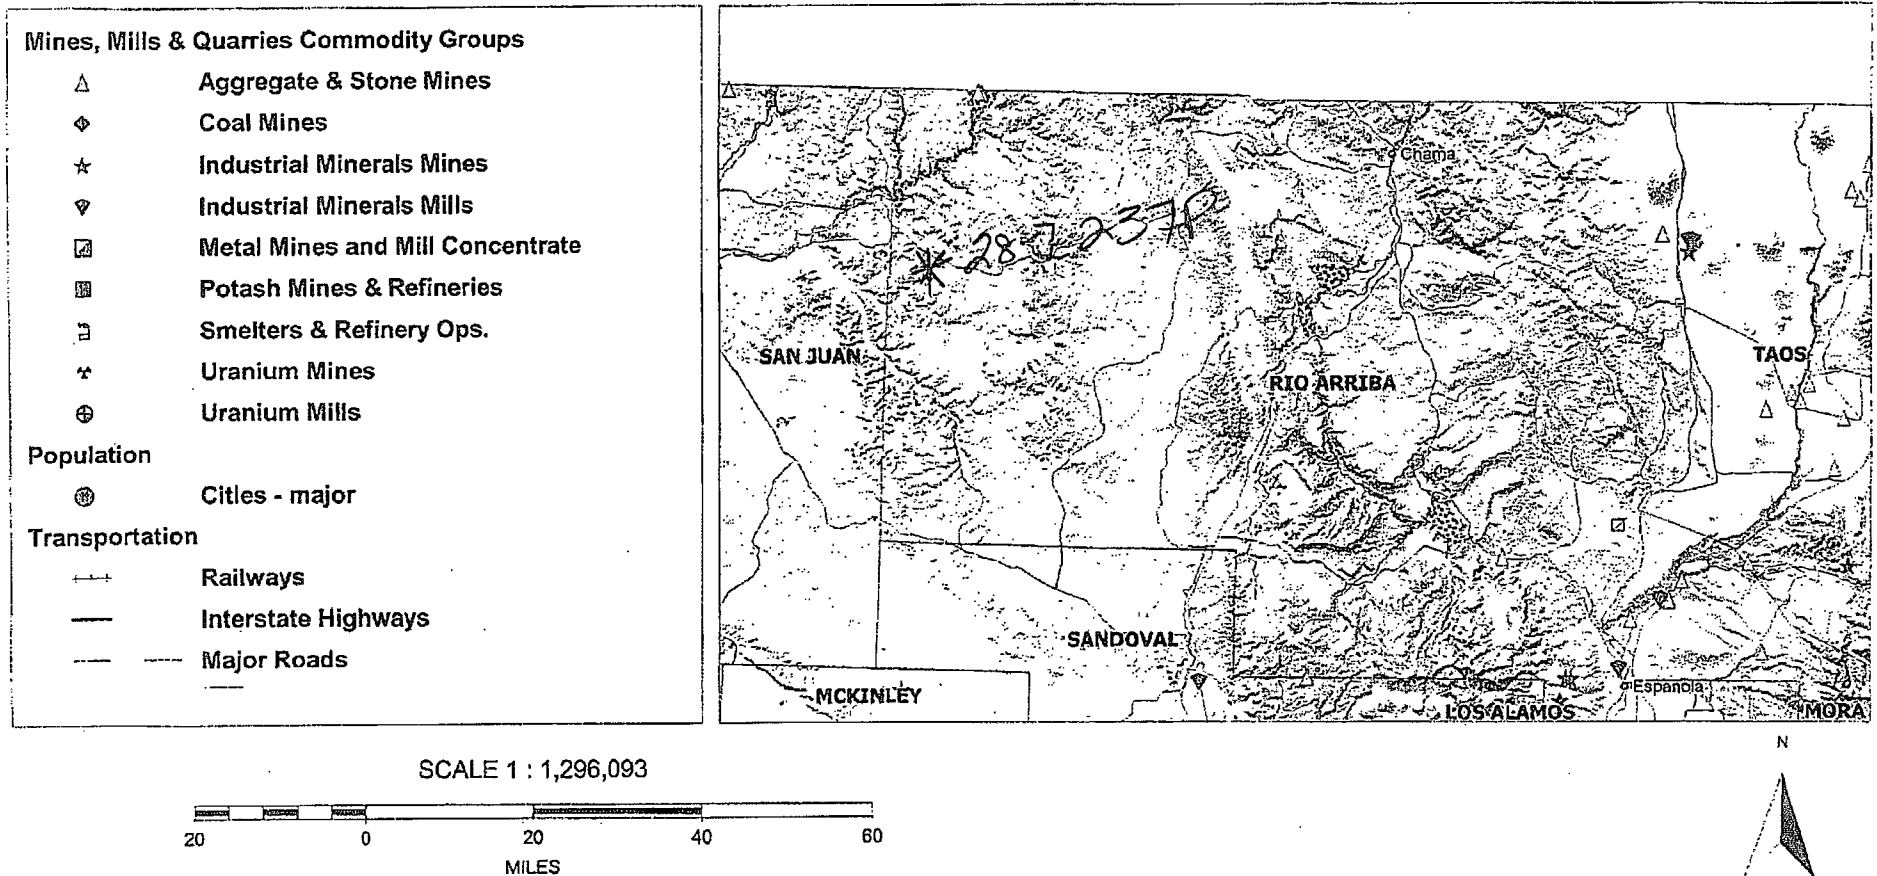 Mines, Mills & Quarries Commodity Groups
Aggregate & Stone Mines
Coal Mines
Industrial Minerals Mines
Industrial Minerals Mills
Metal Mines and Mill Concentrate
Potash Mines & Refineries
Smelters & Refinery Ops.
Uranium Mines
Uranium Mills
Population
Cities - major
Transportation
Railways
Interstate Highways
Major Roads
Chama
28 7 23
SAN JUAN
TAOS
RIO ARRIBA
SANDOVAL
MCKINLEY
Espanola
LOS ALAMOS
MORA
SCALE 1 : 1,296,093
20 0 20 40 60
MILES
N